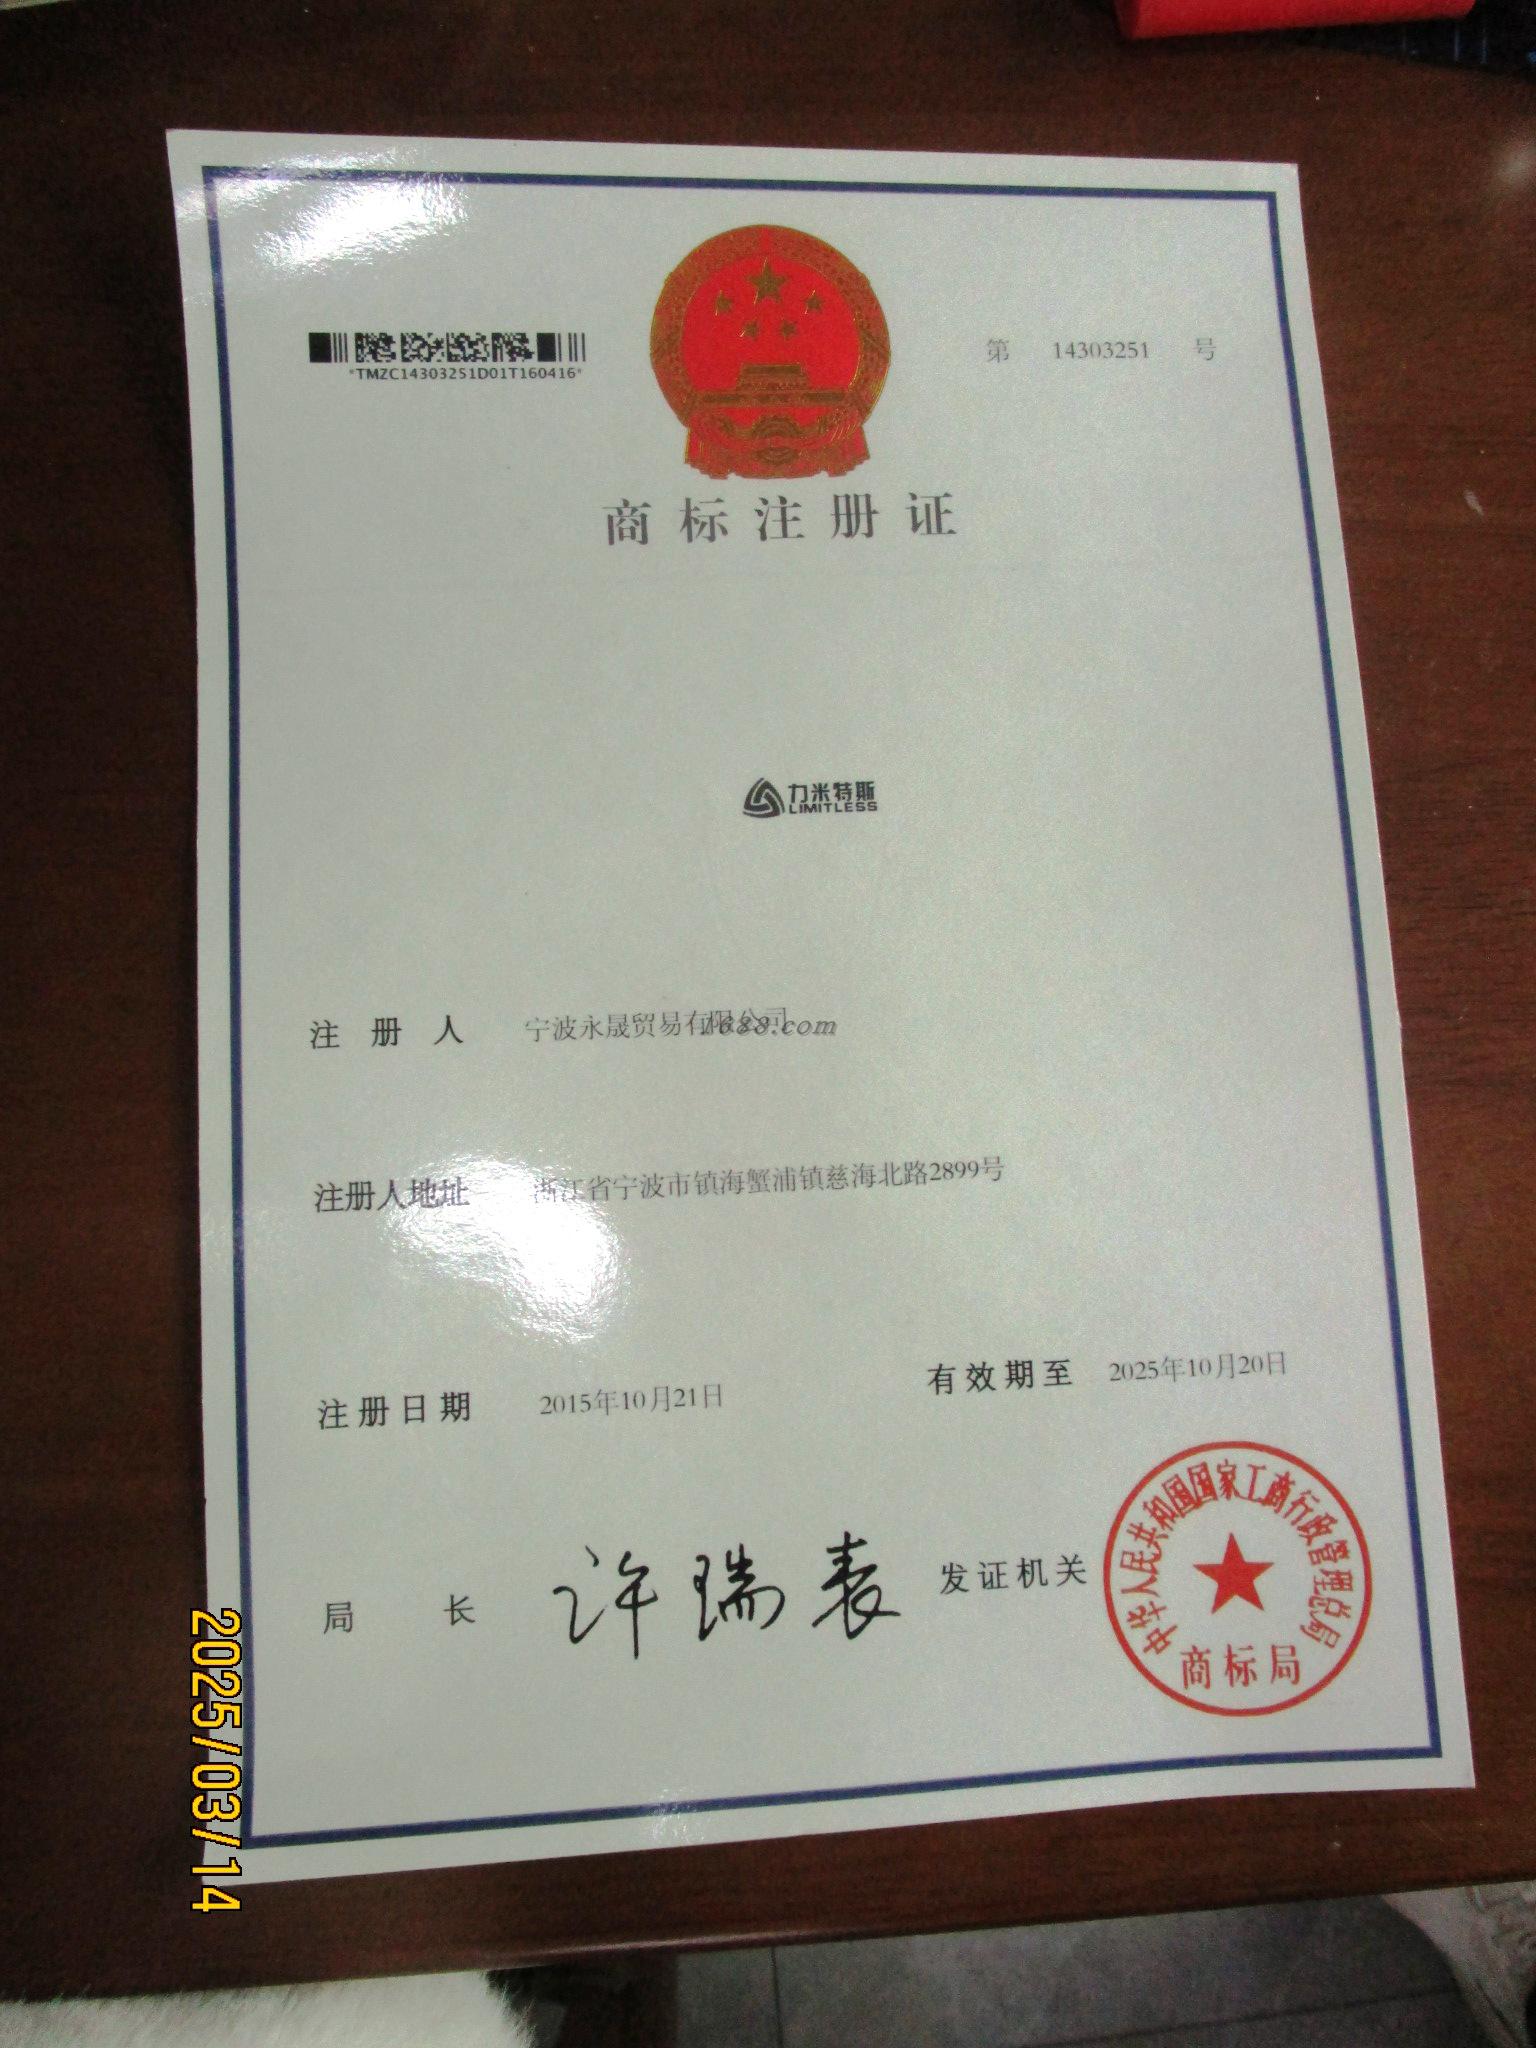 *TMZC14303251D01T160416*
第 14303251 号
商标注册证
力米特斯
LIMITLESS
注册人 宁波永晟贸易有限公司
1688.com
注册人地址 浙江省宁波市镇海蟹浦镇慈海北路2899号
注册日期 2015年10月21日 有效期至 2025年10月20日
局长 许瑞表 发证机关
中华人民共和国国家工商行政管理总局
商标局
2025/03/14